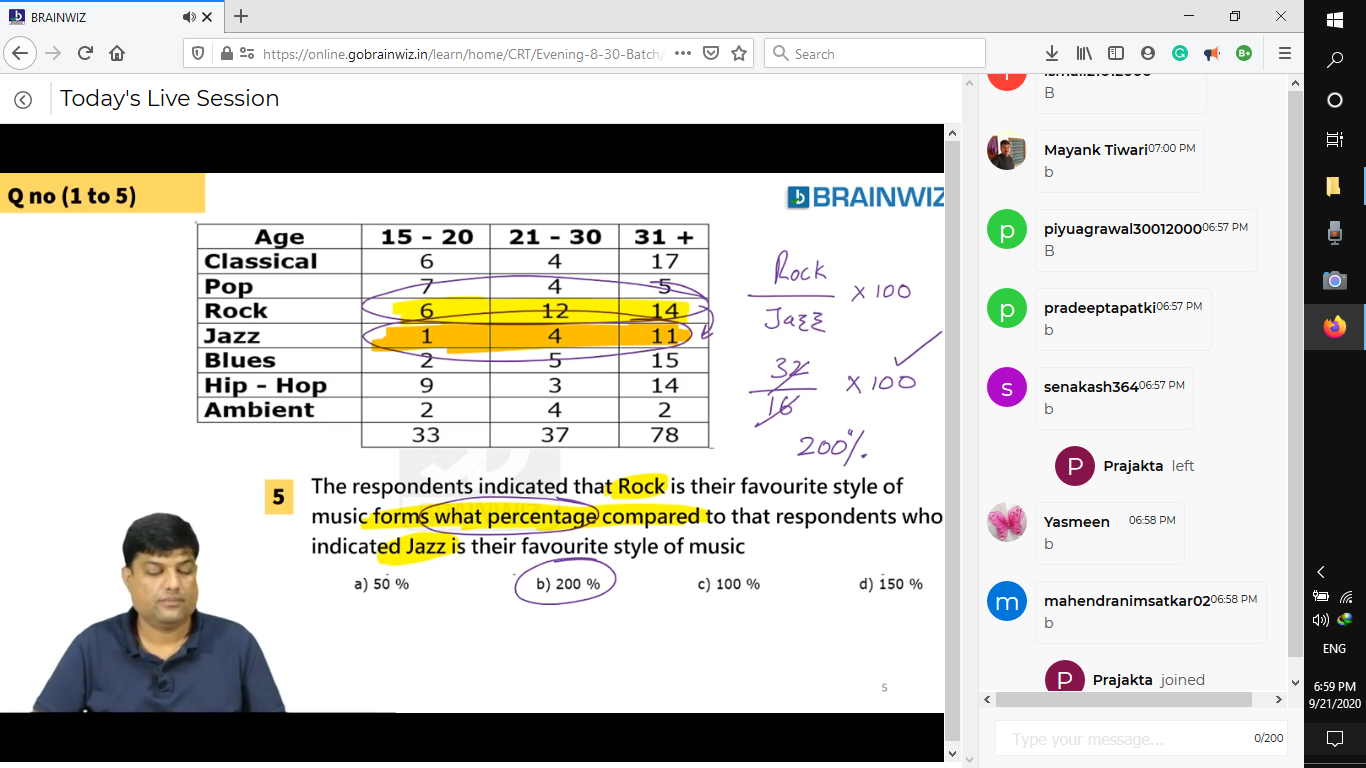 BRAINWIZ
https://online.gobrainwiz.in/learn/home/CRT/Evening-8-30-Batch/
Search
Today's Live Session
Q no (1 to 5)
BRAINWIZ
Age 15 - 20 21 - 30 31 +
Classical 6 4 17
Pop 7 4 5
Rock 6 12 14
Jazz 1 4 11
Blues 2 5 15
Hip - Hop 9 3 14
Ambient 2 4 2
33 37 78
Rock
Jazz
x 100
32
16
x 100
200%.
5
The respondents indicated that Rock is their favourite style of
music forms what percentage compared to that respondents who
indicated Jazz is their favourite style of music
a) 50 % b) 200 % c) 100 % d) 150 %
5
B
Mayank Tiwari 07:00 PM
b
piyuagrawal30012000 06:57 PM
B
pradeeptapatki 06:57 PM
b
senakash364 06:57 PM
b
P Prajakta left
Yasmeen 06:58 PM
b
mahendranimsatkar02 06:58 PM
b
P Prajakta joined
Type your message...
0/200
ENG
6:59 PM
9/21/2020